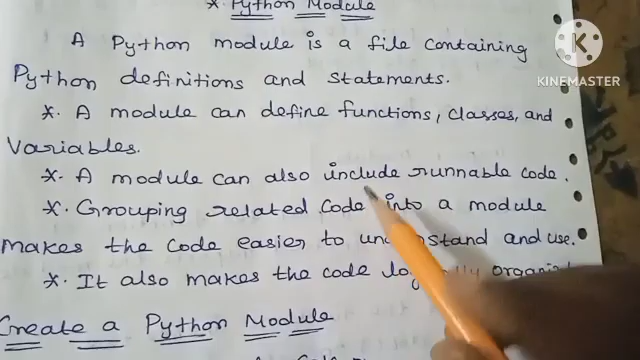 * Python Module
A Python module is a file containing
Python definitions and statements.
*. A module can define functions, classes, and
Variables.
*. A module can also include runnable code.
*. Grouping related code into a module
makes the code easier to understand and use.
*. It also makes the code logically
Create a Python Module
KINEMASTER